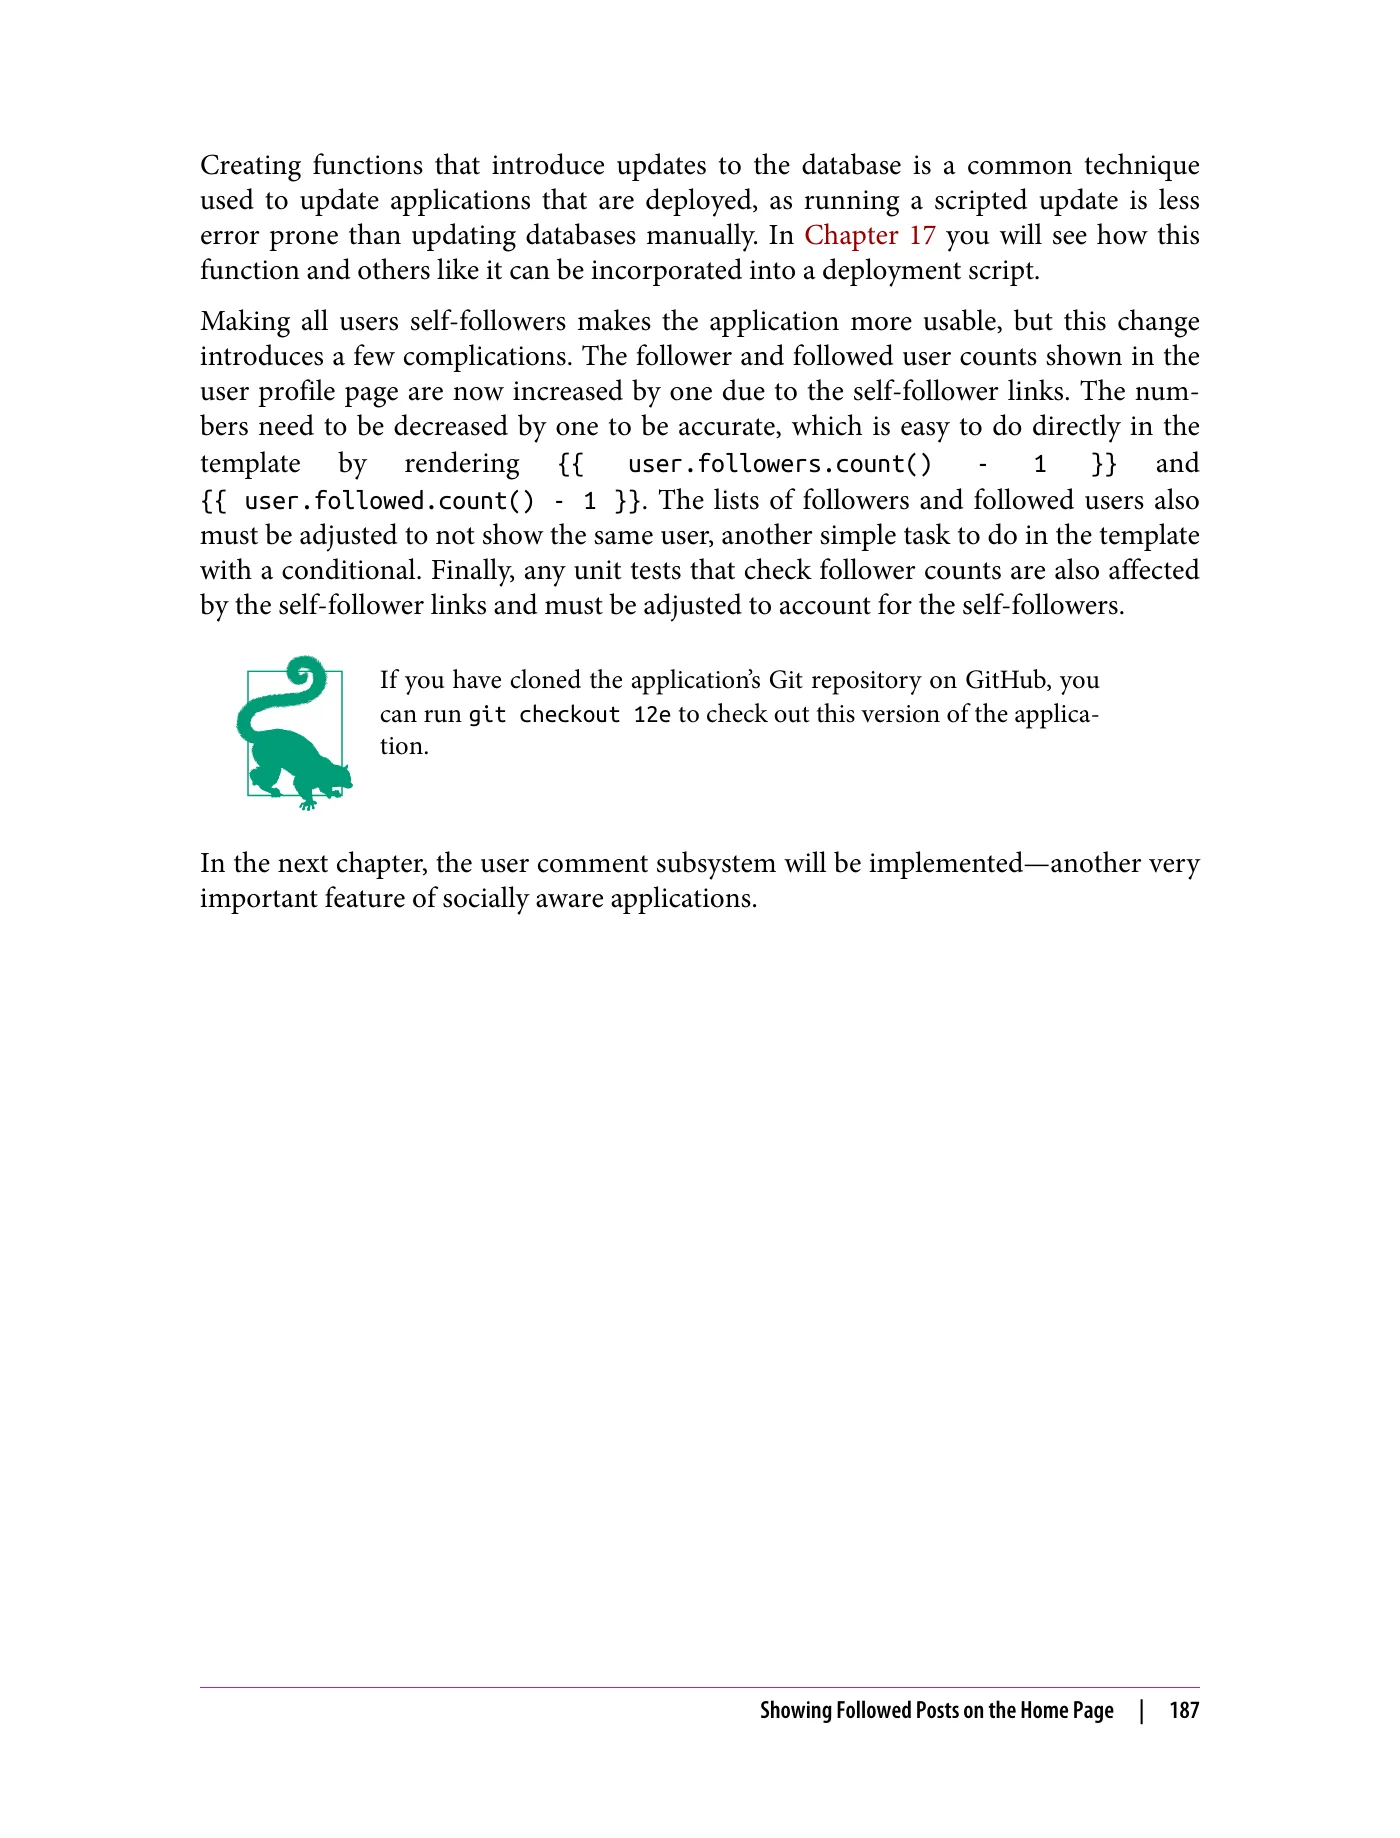 Creating functions that introduce updates to the database is a common technique
used to update applications that are deployed, as running a scripted update is less
error prone than updating databases manually. In Chapter 17 you will see how this
function and others like it can be incorporated into a deployment script.
Making all users self-followers makes the application more usable, but this change
introduces a few complications. The follower and followed user counts shown in the
user profile page are now increased by one due to the self-follower links. The num-
bers need to be decreased by one to be accurate, which is easy to do directly in the
template by rendering {{ user.followers.count() - 1 }} and
{{ user.followed.count() - 1 }}. The lists of followers and followed users also
must be adjusted to not show the same user, another simple task to do in the template
with a conditional. Finally, any unit tests that check follower counts are also affected
by the self-follower links and must be adjusted to account for the self-followers.
If you have cloned the application’s Git repository on GitHub, you
can run git checkout 12e to check out this version of the applica-
tion.
In the next chapter, the user comment subsystem will be implemented—another very
important feature of socially aware applications.
Showing Followed Posts on the Home Page | 187